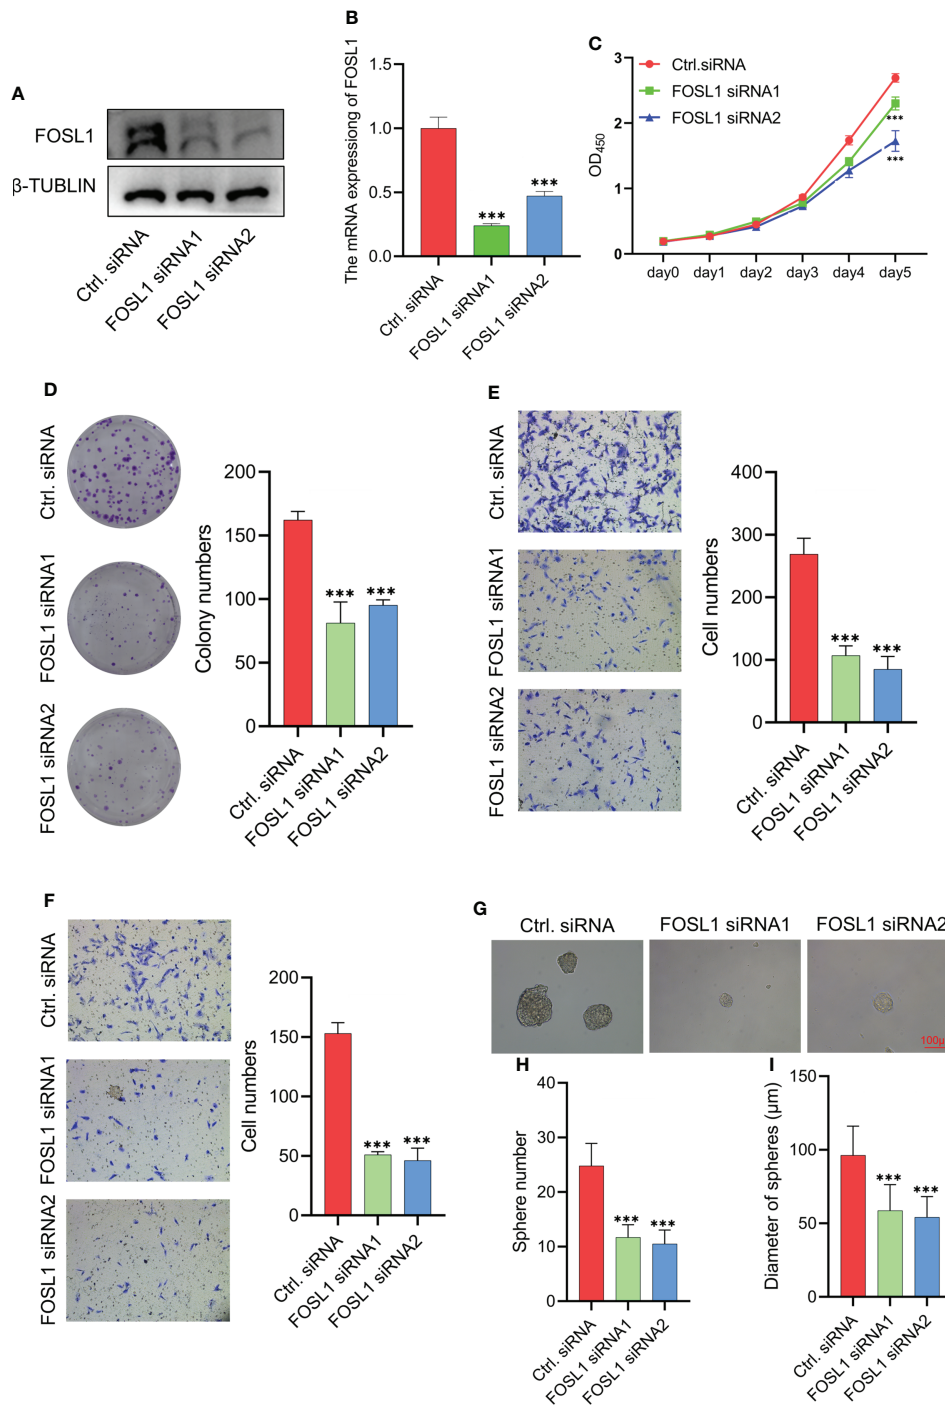 A
FOSL1
β-TUBLIN
Ctrl. siRNA
FOSL1 siRNA1
FOSL1 siRNA2
B
The mRNA expressiong of FOSL1
1.5
1.0
0.5
0.0
***
***
Ctrl. siRNA
FOSL1 siRNA1
FOSL1 siRNA2
C
OD450
3
2
1
0
Ctrl.siRNA
FOSL1 siRNA1
FOSL1 siRNA2
***
***
day0 day1 day2 day3 day4 day5
D
Ctrl. siRNA
FOSL1 siRNA1
FOSL1 siRNA2
Colony numbers
200
150
100
50
0
*** ***
Ctrl. siRNA
FOSL1 siRNA1
FOSL1 siRNA2
E
Ctrl. siRNA
FOSL1 siRNA1
FOSL1 siRNA2
Cell numbers
400
300
200
100
0
***
***
Ctrl. siRNA
FOSL1 siRNA1
FOSL1 siRNA2
F
Ctrl. siRNA
FOSL1 siRNA1
FOSL1 siRNA2
Cell numbers
200
150
100
50
0
*** ***
Ctrl. siRNA
FOSL1 siRNA1
FOSL1 siRNA2
G
Ctrl. siRNA
FOSL1 siRNA1
FOSL1 siRNA2
100μ
H
Sphere number
40
30
20
10
0
*** ***
Ctrl. siRNA
FOSL1 siRNA1
FOSL1 siRNA2
I
Diameter of spheres (μm)
150
100
50
0
***
***
Ctrl. siRNA
FOSL1 siRNA1
FOSL1 siRNA2